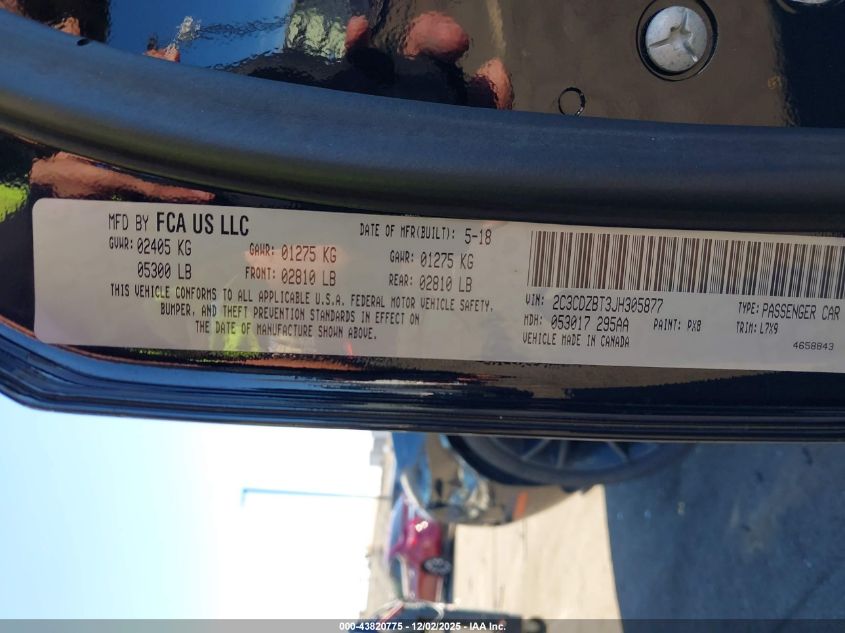 MFD BY FCA US LLC
DATE OF MFR(BUILT): 5-18
GVWR: 02405 KG GAWR: 01275 KG GAWR: 01275 KG
05300 LB FRONT: 02810 LB REAR: 02810 LB
THIS VEHICLE CONFORMS TO ALL APPLICABLE U.S.A. FEDERAL MOTOR VEHICLE SAFETY,
BUMPER, AND THEFT PREVENTION STANDARDS IN EFFECT ON
THE DATE OF MANUFACTURE SHOWN ABOVE.
VIN: 2C3CDZBT3JH305877 TYPE: PASSENGER CAR
MDH: 053017 295AA PAINT: PX8 TRIM: L7X9
VEHICLE MADE IN CANADA
4658843
000-43820775 - 12/02/2025 - IAA Inc.